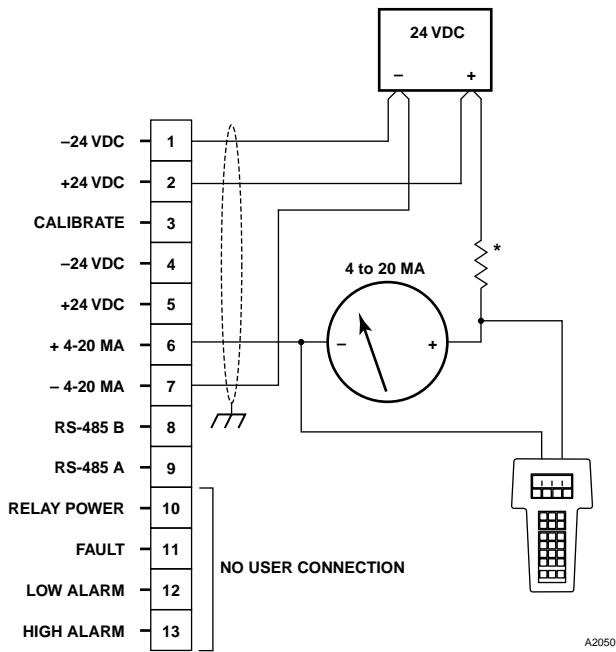 24 VDC
– +
–24 VDC 1
+24 VDC 2
CALIBRATE 3
–24 VDC 4
+24 VDC 5
+ 4-20 MA 6
– 4-20 MA 7
RS-485 B 8
RS-485 A 9
RELAY POWER 10
FAULT 11
LOW ALARM 12
HIGH ALARM 13
*
4 to 20 MA
– +
NO USER CONNECTION
A2050